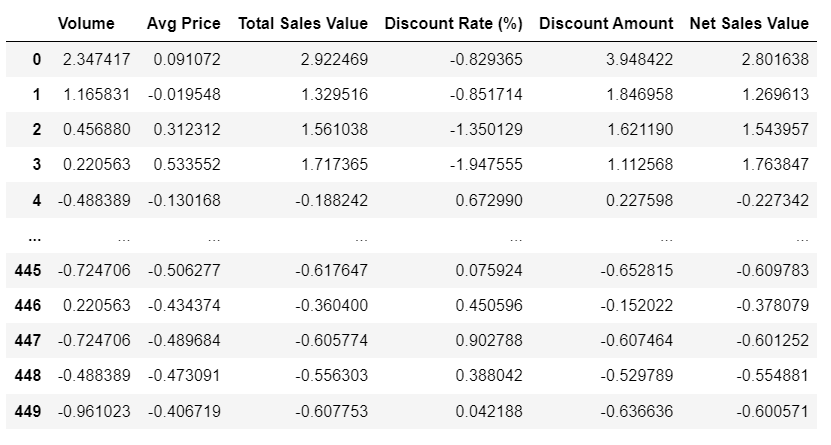 Volume Avg Price Total Sales Value Discount Rate (%) Discount Amount Net Sales Value
0 2.347417 0.091072 2.922469 -0.829365 3.948422 2.801638
1 1.165831 -0.019548 1.329516 -0.851714 1.846958 1.269613
2 0.456880 0.312312 1.561038 -1.350129 1.621190 1.543957
3 0.220563 0.533552 1.717365 -1.947555 1.112568 1.763847
4 -0.488389 -0.130168 -0.188242 0.672990 0.227598 -0.227342
... ... ... ... ... ... ...
445 -0.724706 -0.506277 -0.617647 0.075924 -0.652815 -0.609783
446 0.220563 -0.434374 -0.360400 0.450596 -0.152022 -0.378079
447 -0.724706 -0.489684 -0.605774 0.902788 -0.607464 -0.601252
448 -0.488389 -0.473091 -0.556303 0.388042 -0.529789 -0.554881
449 -0.961023 -0.406719 -0.607753 0.042188 -0.636636 -0.600571